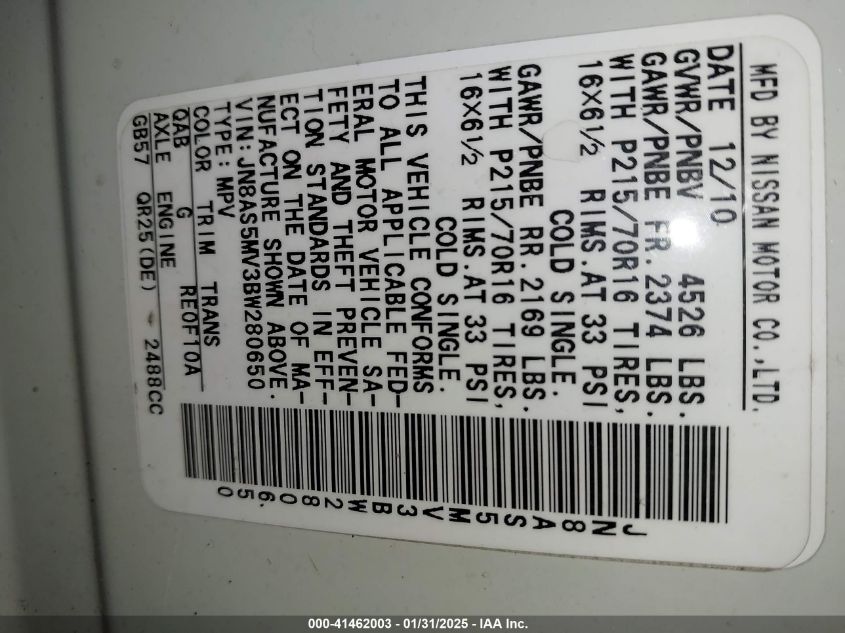 MFD BY NISSAN MOTOR CO.,LTD.
DATE 12/10
GVWR/PNBV 4526 LBS.
GAWR/PNBE FR. 2374 LBS.
WITH P215/70R16 TIRES,
16X6½ RIMS.AT 33 PSI
COLD SINGLE.
GAWR/PNBE RR. 2169 LBS.
WITH P215/70R16 TIRES,
16X6½ RIMS.AT 33 PSI
COLD SINGLE.
THIS VEHICLE CONFORMS
TO ALL APPLICABLE FED-
ERAL MOTOR VEHICLE SA-
FETY AND THEFT PREVEN-
TION STANDARDS IN EFF-
ECT ON THE DATE OF MA-
NUFACTURE SHOWN ABOVE.
VIN:JN8AS5MV3BW280650
TYPE:MPV
COLOR TRIM TRANS
QAB G RE0F10A
AXLE ENGINE
GB57 QR25(DE) - 2488CC
JN8AS5MV3BW280650
000-41462003 - 01/31/2025 - IAA Inc.